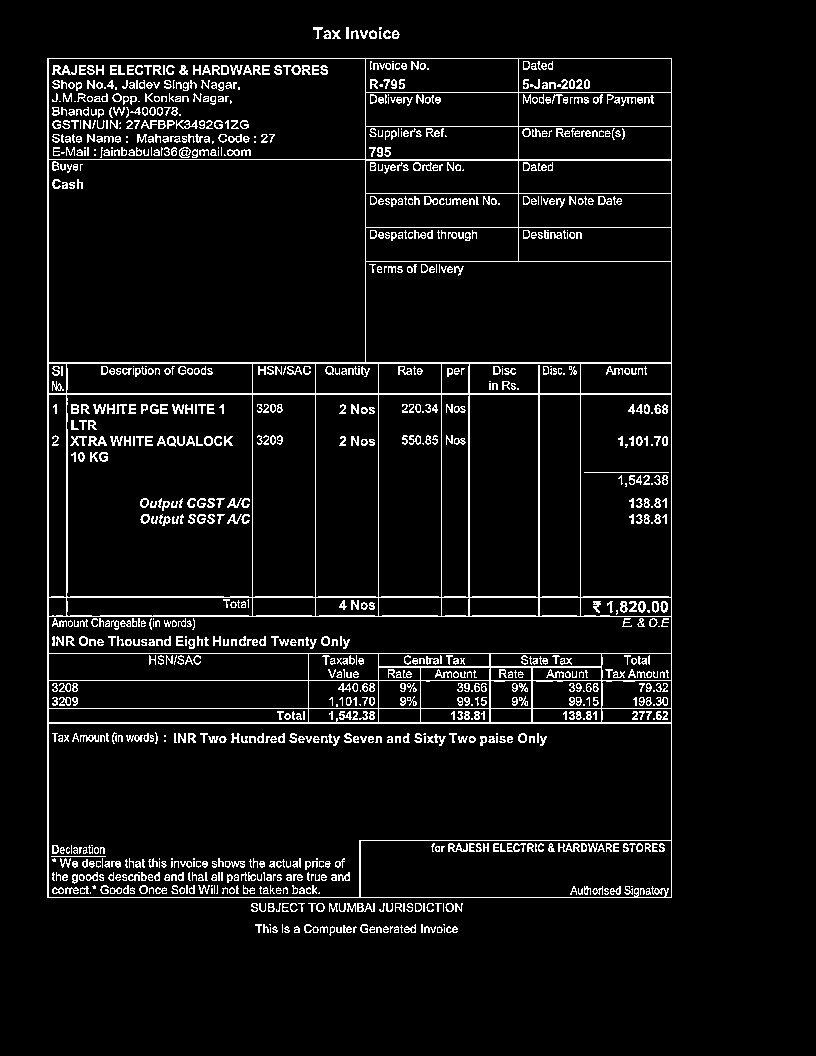 Tax Invoice
RAJESH ELECTRIC & HARDWARE STORES
Shop No.4, Jaldev Singh Nagar,
J.M.Road Opp. Konkan Nagar,
Bhandup (W)-400078.
GSTIN/UIN: 27AFBPK3492G1ZG
State Name : Maharashtra, Code : 27
E-Mail : jainbabulal36@gmail.com
Buyer
Cash
Invoice No.
R-795
Dated
5-Jan-2020
Delivery Note
Mode/Terms of Payment
Supplier's Ref.
795
Other Reference(s)
Buyer's Order No.
Dated
Despatch Document No.
Delivery Note Date
Despatched through
Destination
Terms of Delivery
Sl No. Description of Goods HSN/SAC Quantity Rate per Disc in Rs. Disc. % Amount
1 BR WHITE PGE WHITE 1 3208 2 Nos 220.34 Nos 440.68
LTR
2 XTRA WHITE AQUALOCK 3209 2 Nos 550.85 Nos 1,101.70
10 KG
1,542.38
Output CGST A/C 138.81
Output SGST A/C 138.81
Total 4 Nos ₹ 1,820.00
Amount Chargeable (in words) E. & O.E
INR One Thousand Eight Hundred Twenty Only
HSN/SAC Taxable Central Tax State Tax Total
Value Rate Amount Rate Amount Tax Amount
3208 440.68 9% 39.66 9% 39.66 79.32
3209 1,101.70 9% 99.15 9% 99.15 198.30
Total 1,542.38 138.81 138.81 277.62
Tax Amount (in words) : INR Two Hundred Seventy Seven and Sixty Two paise Only
Declaration
* We declare that this invoice shows the actual price of
the goods described and that all particulars are true and
correct.* Goods Once Sold Will not be taken back.
for RAJESH ELECTRIC & HARDWARE STORES
Authorised Signatory
SUBJECT TO MUMBAI JURISDICTION
This is a Computer Generated Invoice